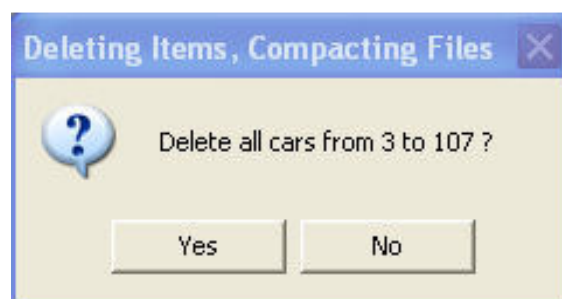 Deleting Items, Compacting Files
Delete all cars from 3 to 107 ?
Yes
No